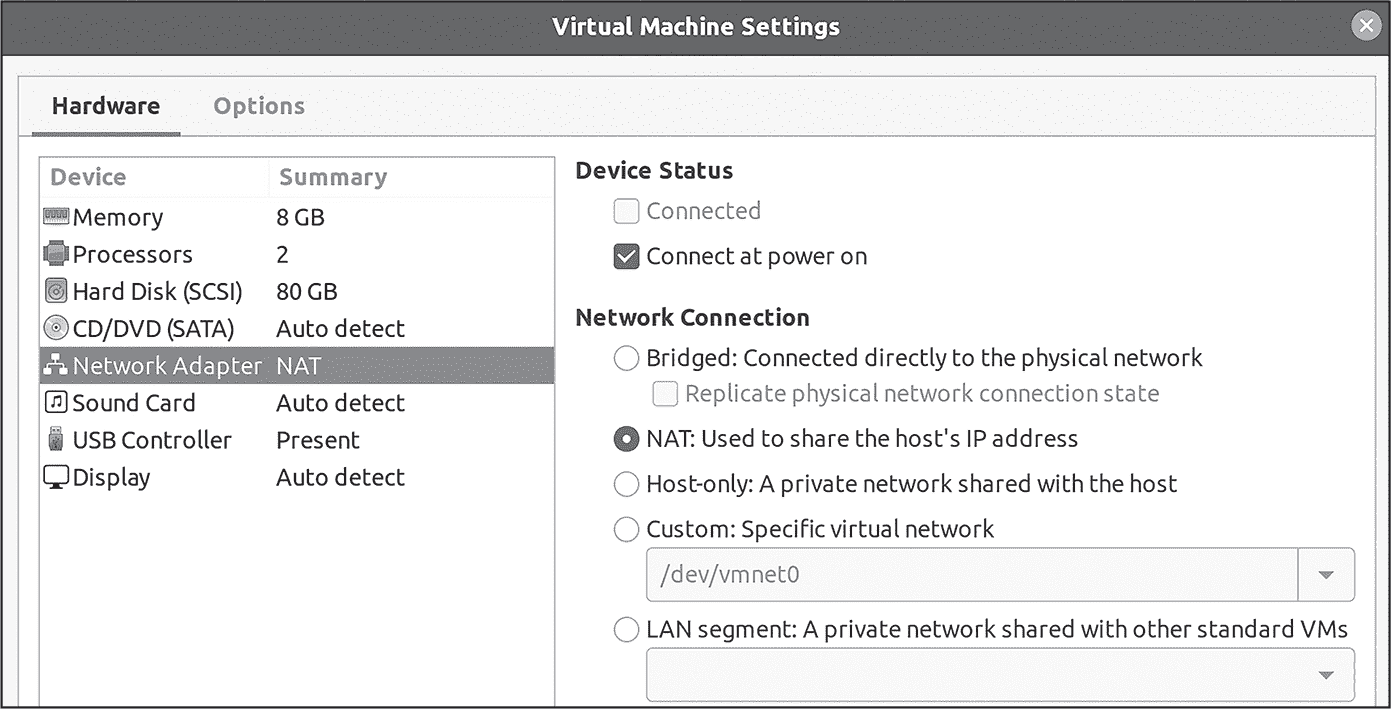 Virtual Machine Settings
Hardware Options
Device Summary
Memory 8 GB
Processors 2
Hard Disk (SCSI) 80 GB
CD/DVD (SATA) Auto detect
Network Adapter NAT
Sound Card Auto detect
USB Controller Present
Display Auto detect
Device Status
Connected
Connect at power on
Network Connection
Bridged: Connected directly to the physical network
Replicate physical network connection state
NAT: Used to share the host's IP address
Host-only: A private network shared with the host
Custom: Specific virtual network
/dev/vmnet0
LAN segment: A private network shared with other standard VMs